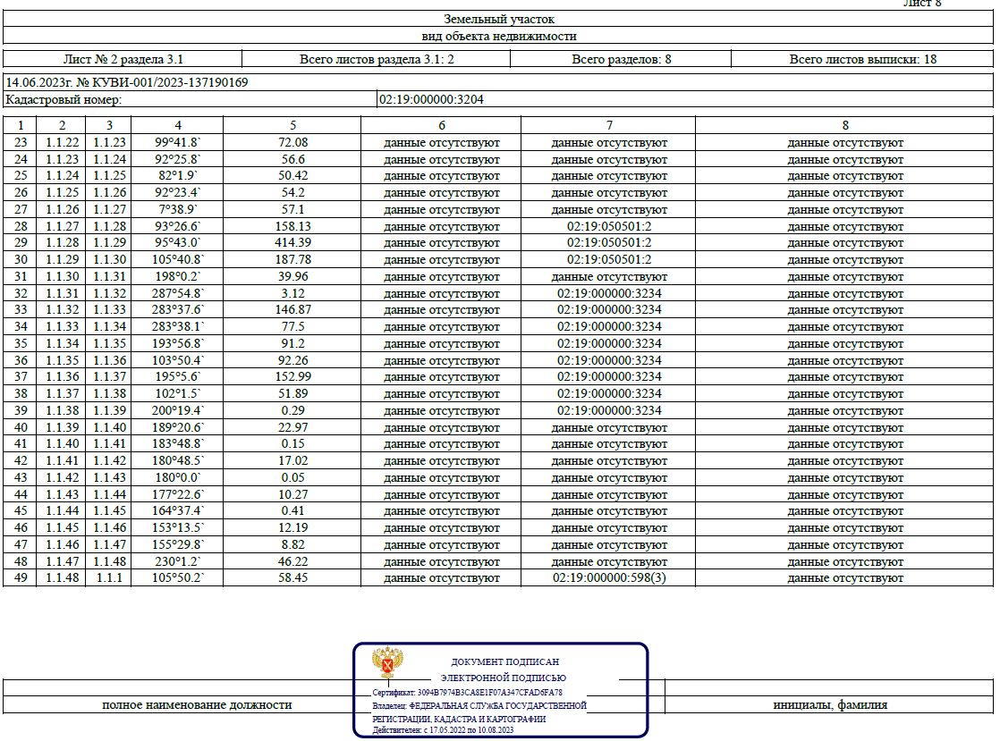 Лист 8
Земельный участок
вид объекта недвижимости
Лист № 2 раздела 3.1 Всего листов раздела 3.1: 2 Всего разделов: 8 Всего листов выписки: 18
14.06.2023г. № КУВИ-001/2023-137190169
Кадастровый номер: 02:19:000000:3204
1 2 3 4 5 6 7 8
23 1.1.22 1.1.23 99°41.8` 72.08 данные отсутствуют данные отсутствуют данные отсутствуют
24 1.1.23 1.1.24 92°25.8` 56.6 данные отсутствуют данные отсутствуют данные отсутствуют
25 1.1.24 1.1.25 82°1.9` 50.42 данные отсутствуют данные отсутствуют данные отсутствуют
26 1.1.25 1.1.26 92°23.4` 54.2 данные отсутствуют данные отсутствуют данные отсутствуют
27 1.1.26 1.1.27 7°38.9` 57.1 данные отсутствуют данные отсутствуют данные отсутствуют
28 1.1.27 1.1.28 93°26.6` 158.13 данные отсутствуют 02:19:050501:2 данные отсутствуют
29 1.1.28 1.1.29 95°43.0` 414.39 данные отсутствуют 02:19:050501:2 данные отсутствуют
30 1.1.29 1.1.30 105°40.8` 187.78 данные отсутствуют 02:19:050501:2 данные отсутствуют
31 1.1.30 1.1.31 198°0.2` 39.96 данные отсутствуют данные отсутствуют данные отсутствуют
32 1.1.31 1.1.32 287°54.8` 3.12 данные отсутствуют 02:19:000000:3234 данные отсутствуют
33 1.1.32 1.1.33 283°37.6` 146.87 данные отсутствуют 02:19:000000:3234 данные отсутствуют
34 1.1.33 1.1.34 283°38.1` 77.5 данные отсутствуют 02:19:000000:3234 данные отсутствуют
35 1.1.34 1.1.35 193°56.8` 91.2 данные отсутствуют 02:19:000000:3234 данные отсутствуют
36 1.1.35 1.1.36 103°50.4` 92.26 данные отсутствуют 02:19:000000:3234 данные отсутствуют
37 1.1.36 1.1.37 195°5.6` 152.99 данные отсутствуют 02:19:000000:3234 данные отсутствуют
38 1.1.37 1.1.38 102°1.5` 51.89 данные отсутствуют 02:19:000000:3234 данные отсутствуют
39 1.1.38 1.1.39 200°19.4` 0.29 данные отсутствуют 02:19:000000:3234 данные отсутствуют
40 1.1.39 1.1.40 189°20.6` 22.97 данные отсутствуют данные отсутствуют данные отсутствуют
41 1.1.40 1.1.41 183°48.8` 0.15 данные отсутствуют данные отсутствуют данные отсутствуют
42 1.1.41 1.1.42 180°48.5` 17.02 данные отсутствуют данные отсутствуют данные отсутствуют
43 1.1.42 1.1.43 180°0.0` 0.05 данные отсутствуют данные отсутствуют данные отсутствуют
44 1.1.43 1.1.44 177°22.6` 10.27 данные отсутствуют данные отсутствуют данные отсутствуют
45 1.1.44 1.1.45 164°37.4` 0.41 данные отсутствуют данные отсутствуют данные отсутствуют
46 1.1.45 1.1.46 153°13.5` 12.19 данные отсутствуют данные отсутствуют данные отсутствуют
47 1.1.46 1.1.47 155°29.8` 8.82 данные отсутствуют данные отсутствуют данные отсутствуют
48 1.1.47 1.1.48 230°1.2` 46.22 данные отсутствуют данные отсутствуют данные отсутствуют
49 1.1.48 1.1.1 105°50.2` 58.45 данные отсутствуют 02:19:000000:598(3) данные отсутствуют
ДОКУМЕНТ ПОДПИСАН
ЭЛЕКТРОННОЙ ПОДПИСЬЮ
Сертификат: 3094B7974B3CA8E1F07A347CFAD6FA78
Владелец: ФЕДЕРАЛЬНАЯ СЛУЖБА ГОСУДАРСТВЕННОЙ
РЕГИСТРАЦИИ, КАДАСТРА И КАРТОГРАФИИ
Действителен: с 17.05.2022 по 10.08.2023
полное наименование должности инициалы, фамилия